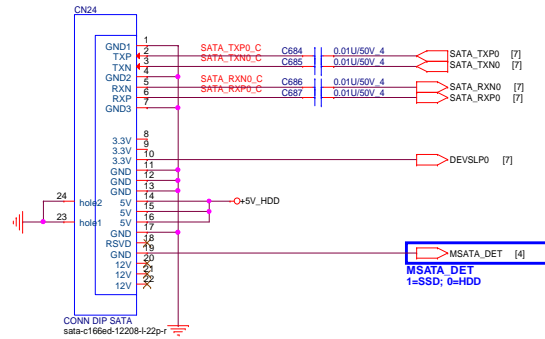 CN24
GND1 1
TXP 2 SATA_TXP0_C C684 0.01U/50V_4 SATA_TXP0 [7]
TXN 3 SATA_TXN0_C C685 0.01U/50V_4 SATA_TXN0 [7]
GND2 4
RXN 5 SATA_RXN0_C C686 0.01U/50V_4 SATA_RXN0 [7]
RXP 6 SATA_RXP0_C C687 0.01U/50V_4 SATA_RXP0 [7]
GND3 7
3.3V 8
3.3V 9
3.3V 10 DEVSLP0 [7]
GND 11
GND 12
GND 13
24 hole2 5V 14 +5V_HDD
5V 15
23 hole1 5V 16
GND 17
RSVD 18
GND 19 MSATA_DET [4]
12V 20
12V 21
12V 22
MSATA_DET
1=SSD; 0=HDD
CONN DIP SATA
sata-c166ed-12208-l-22p-r